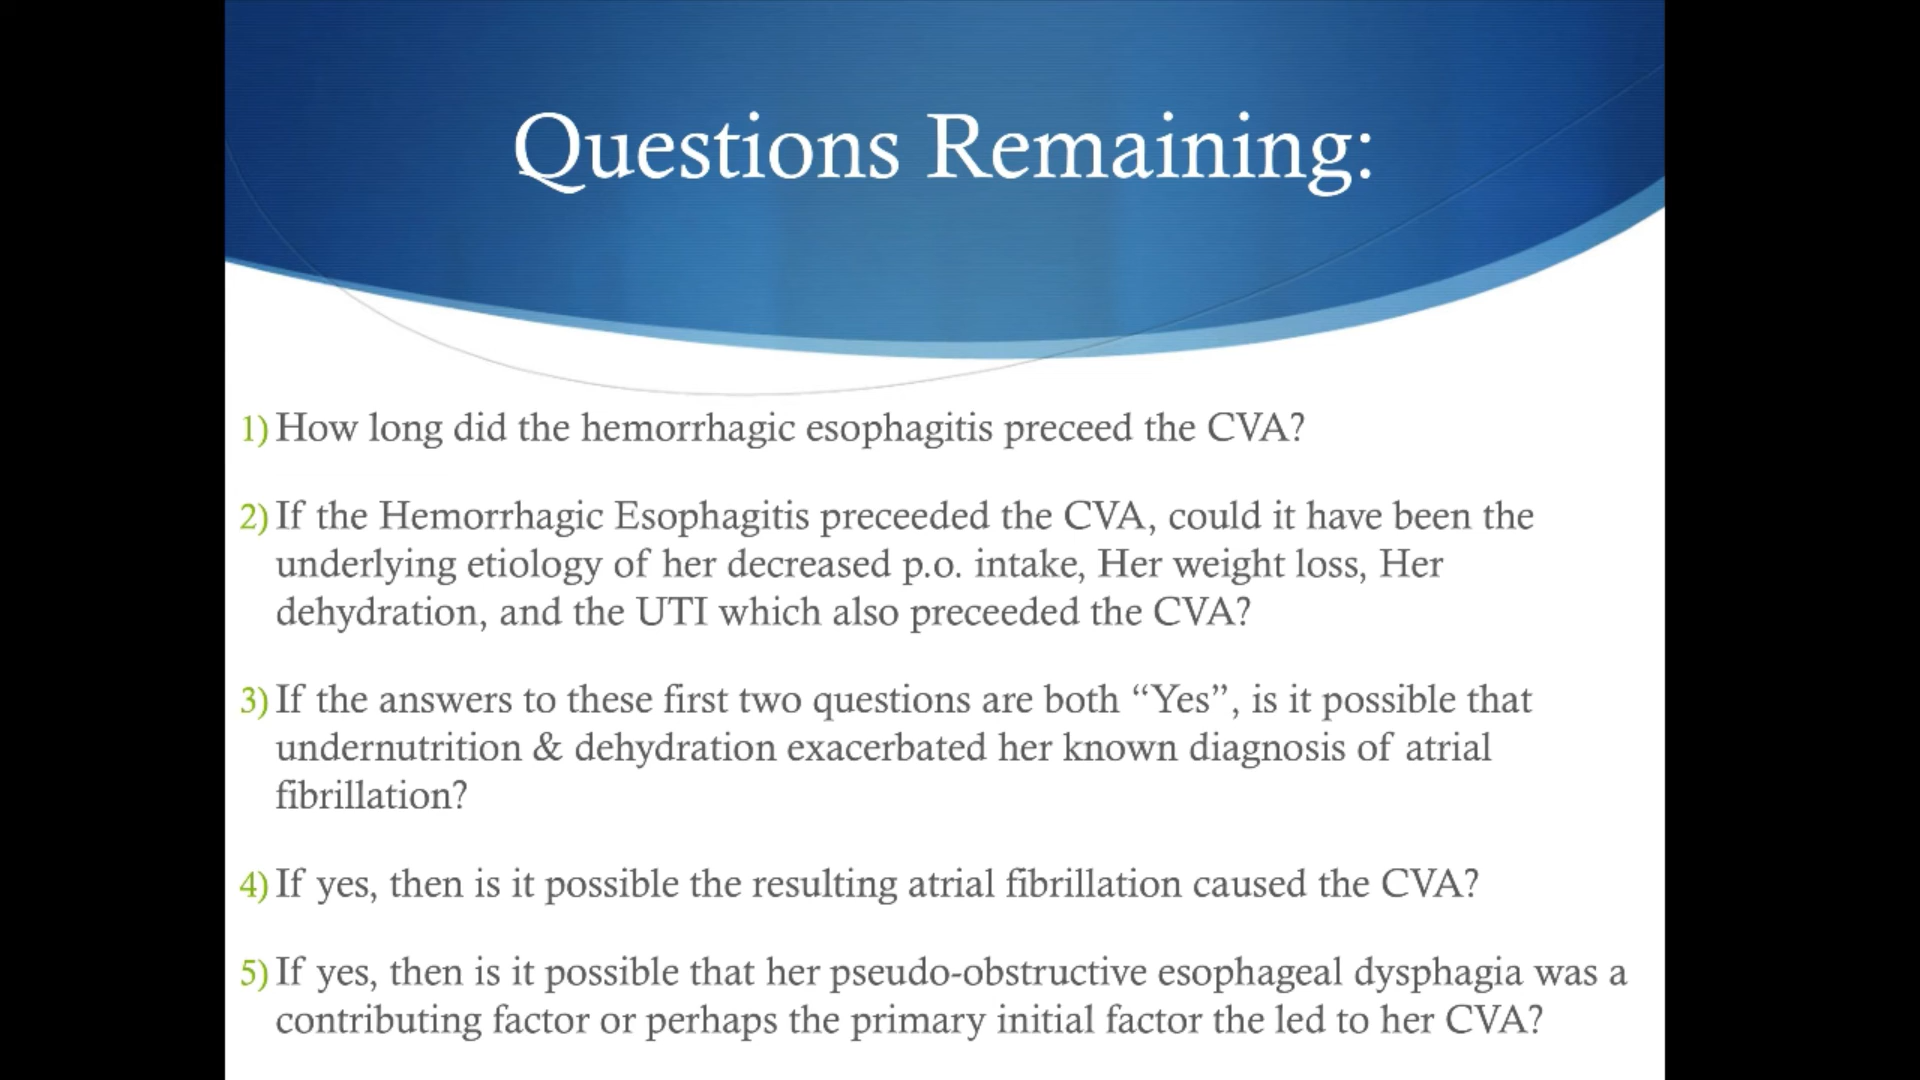 Questions Remaining:
1) How long did the hemorrhagic esophagitis preceed the CVA?
2) If the Hemorrhagic Esophagitis preceeded the CVA, could it have been the
underlying etiology of her decreased p.o. intake, Her weight loss, Her
dehydration, and the UTI which also preceeded the CVA?
3) If the answers to these first two questions are both “Yes”, is it possible that
undernutrition & dehydration exacerbated her known diagnosis of atrial
fibrillation?
4) If yes, then is it possible the resulting atrial fibrillation caused the CVA?
5) If yes, then is it possible that her pseudo-obstructive esophageal dysphagia was a
contributing factor or perhaps the primary initial factor the led to her CVA?